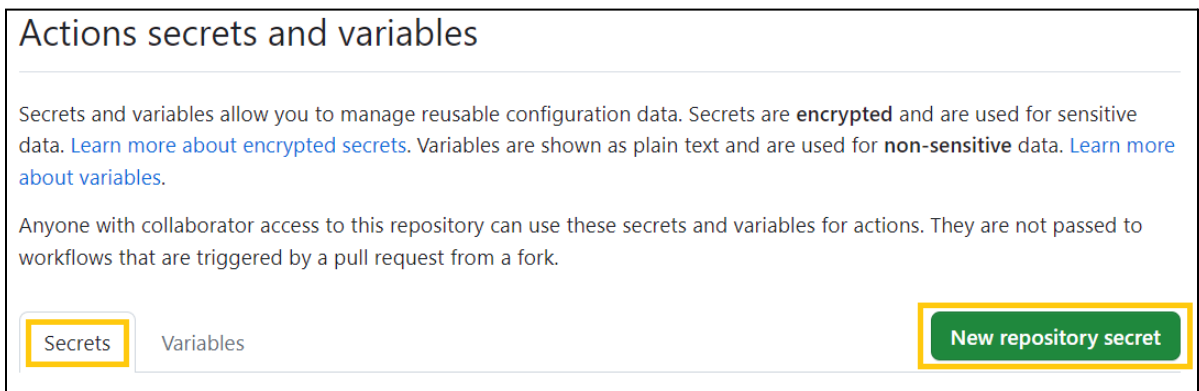 Actions secrets and variables
Secrets and variables allow you to manage reusable configuration data. Secrets are encrypted and are used for sensitive
data. Learn more about encrypted secrets. Variables are shown as plain text and are used for non-sensitive data. Learn more
about variables.
Anyone with collaborator access to this repository can use these secrets and variables for actions. They are not passed to
workflows that are triggered by a pull request from a fork.
Secrets Variables New repository secret